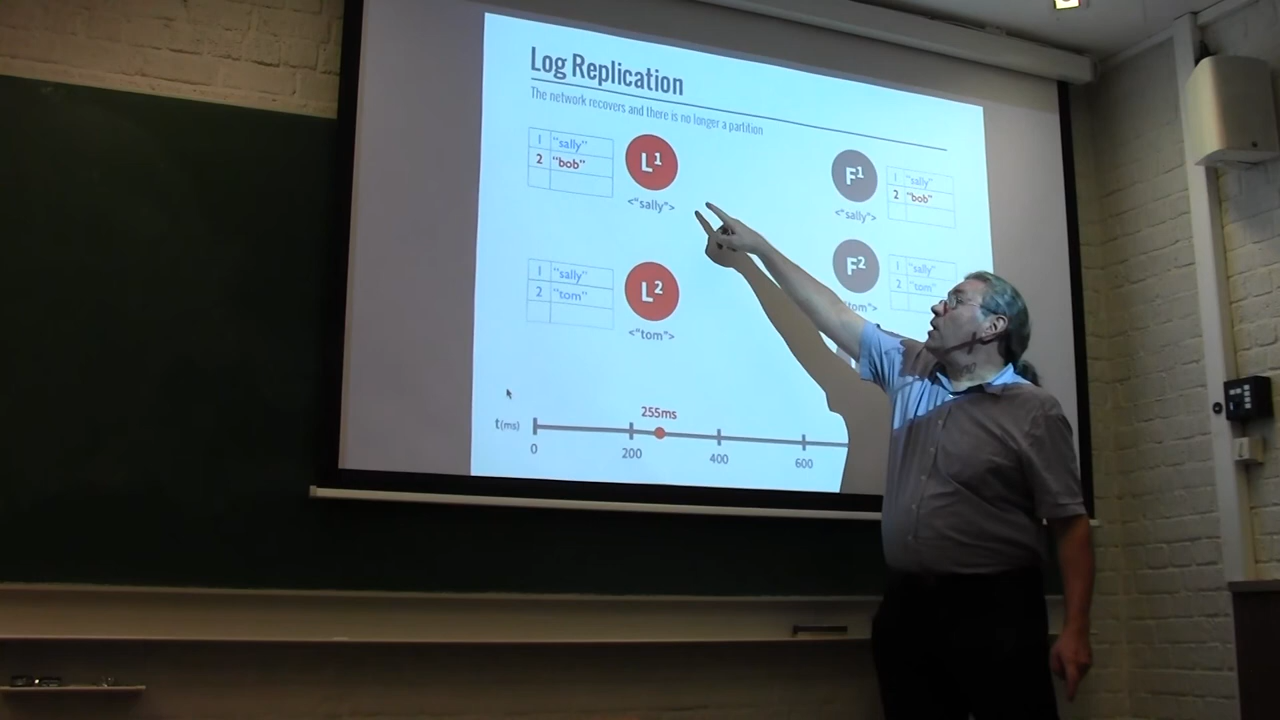 Log Replication
The network recovers and there is no longer a partition
1 "sally"
2 "bob"
L1
<"sally">
F1
<"sally">
1 "sally"
2 "bob"
1 "sally"
2 "tom"
L2
<"tom">
F2
tom">
1 "sally"
2 "tom"
255ms
t(ms)
0 200 400 600